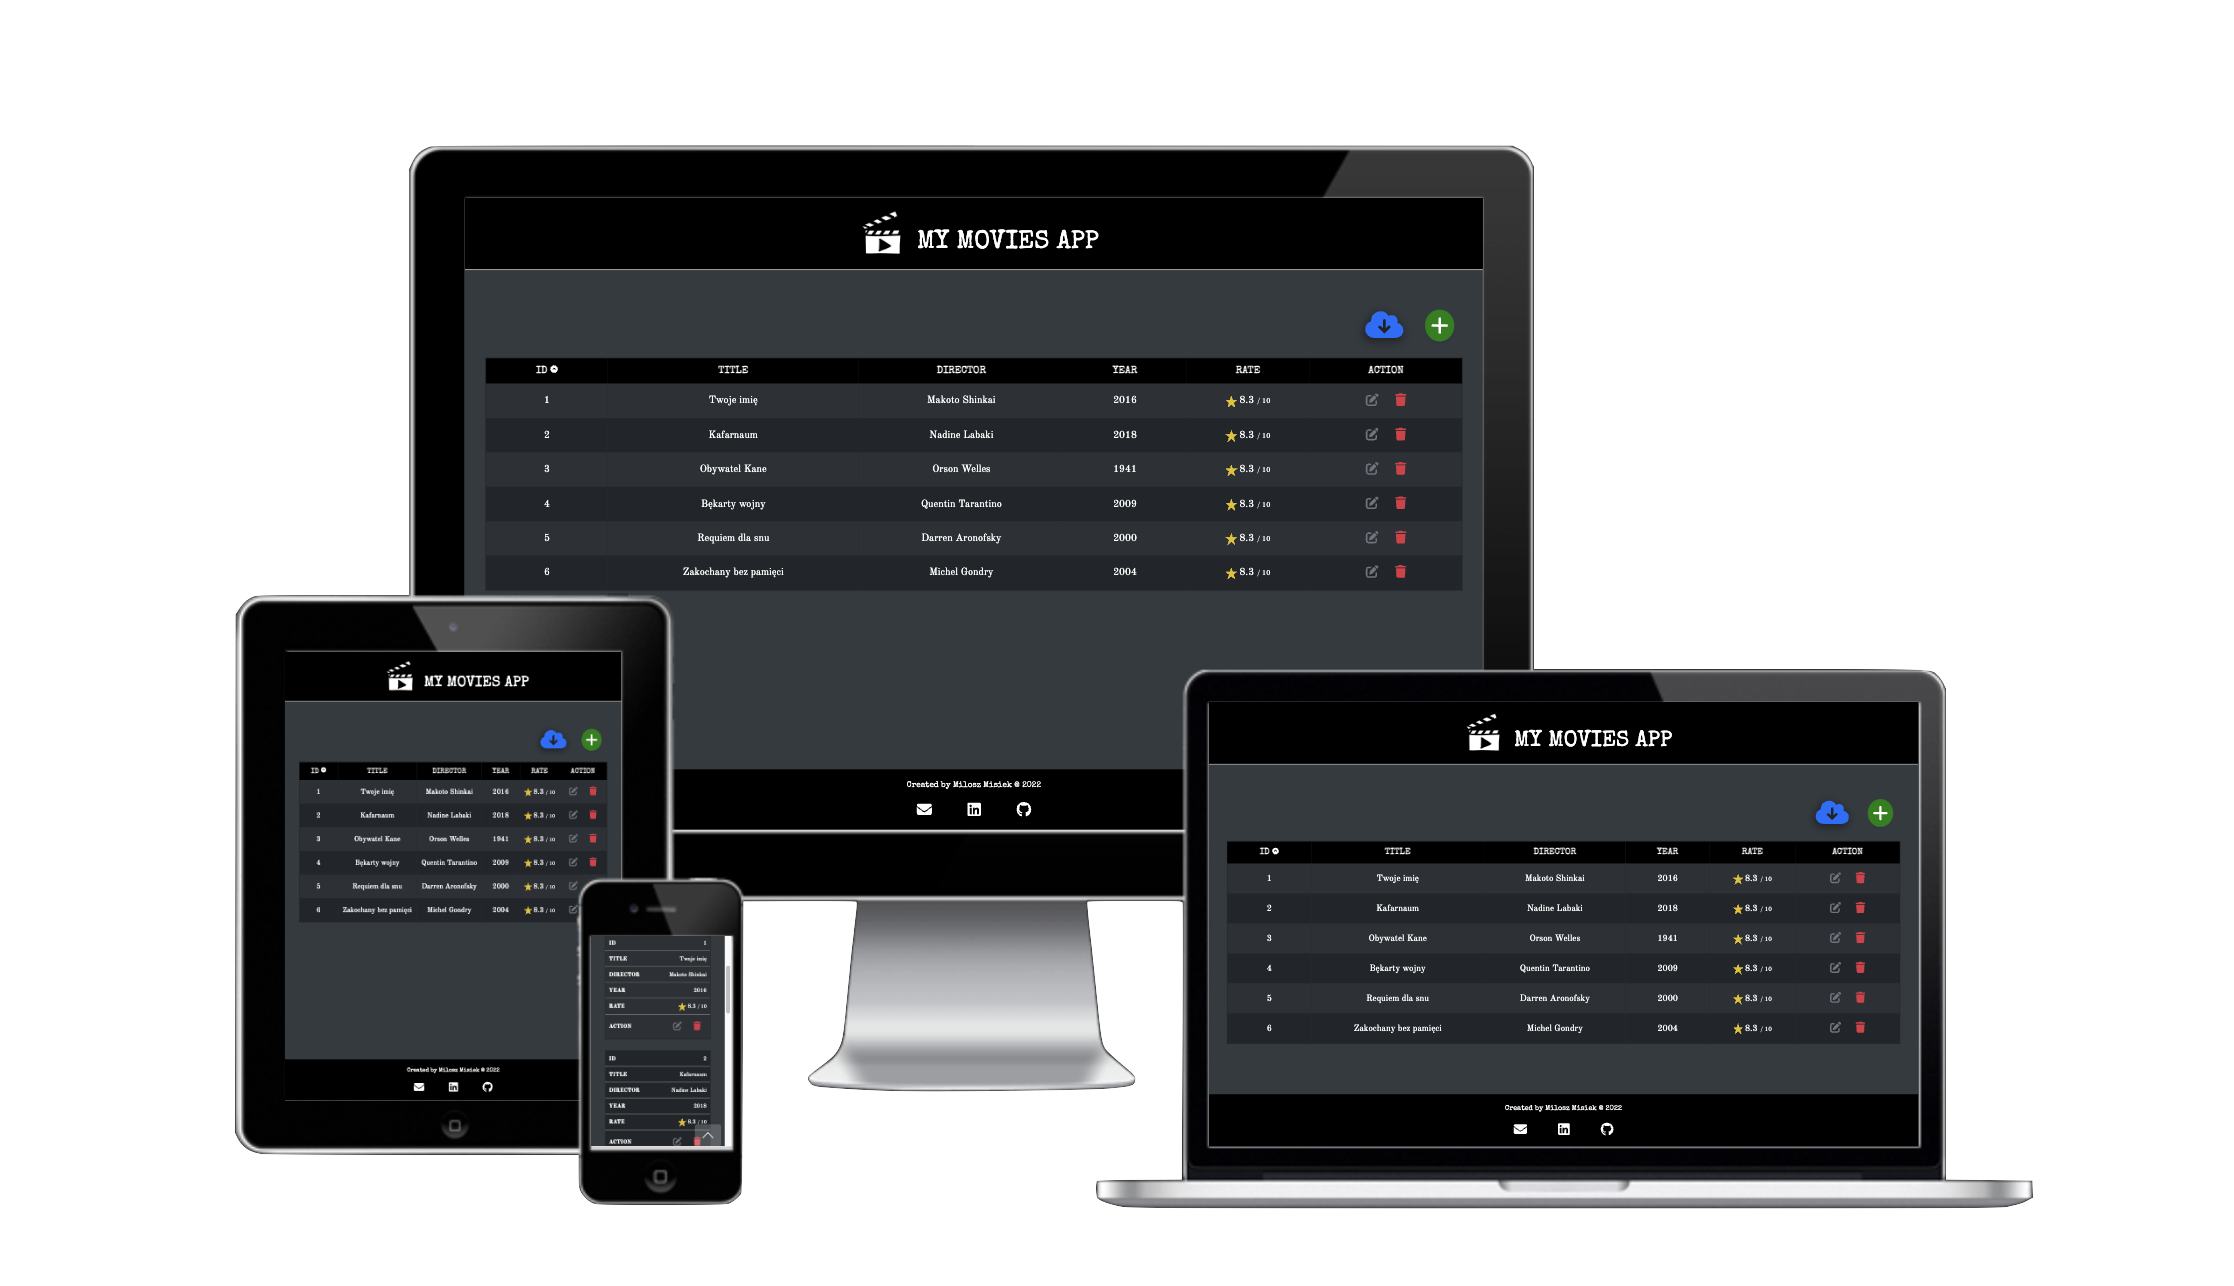 MY MOVIES APP
ID TITLE DIRECTOR YEAR RATE ACTION
1 Twoje imię Makoto Shinkai 2016 8.3 / 10
2 Kafarnaum Nadine Labaki 2018 8.3 / 10
3 Obywatel Kane Orson Welles 1941 8.3 / 10
4 Bękarty wojny Quentin Tarantino 2009 8.3 / 10
5 Requiem dla snu Darren Aronofsky 2000 8.3 / 10
6 Zakochany bez pamięci Michel Gondry 2004 8.3 / 10
Created by Milosz Misiek © 2022
MY MOVIES APP
ID TITLE DIRECTOR YEAR RATE ACTION
1 Twoje imię Makoto Shinkai 2016 8.3 / 10
2 Kafarnaum Nadine Labaki 2018 8.3 / 10
3 Obywatel Kane Orson Welles 1941 8.3 / 10
4 Bękarty wojny Quentin Tarantino 2009 8.3 / 10
5 Requiem dla snu Darren Aronofsky 2000 8.3 / 10
6 Zakochany bez pamięci Michel Gondry 2004 8.3 / 10
Created by Milosz Misiek © 2022
ID 1
TITLE Twoje imię
DIRECTOR Makoto Shinkai
YEAR 2016
RATE 8.3 / 10
ACTION
ID 2
TITLE Kafarnaum
DIRECTOR Nadine Labaki
YEAR 2018
RATE 8.3 / 10
ACTION
MY MOVIES APP
ID TITLE DIRECTOR YEAR RATE ACTION
1 Twoje imię Makoto Shinkai 2016 8.3 / 10
2 Kafarnaum Nadine Labaki 2018 8.3 / 10
3 Obywatel Kane Orson Welles 1941 8.3 / 10
4 Bękarty wojny Quentin Tarantino 2009 8.3 / 10
5 Requiem dla snu Darren Aronofsky 2000 8.3 / 10
6 Zakochany bez pamięci Michel Gondry 2004 8.3 / 10
Created by Milosz Misiek © 2022